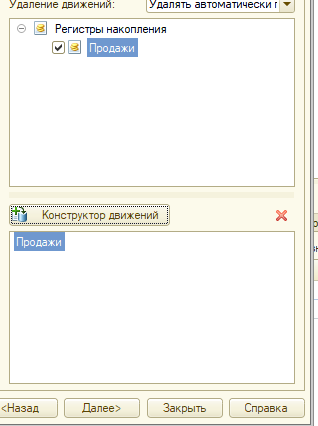 Удаление движений: Удалять автоматически г
Регистры накопления
Продажи
Конструктор движений
Продажи
<Назад Далее> Закрыть Справка